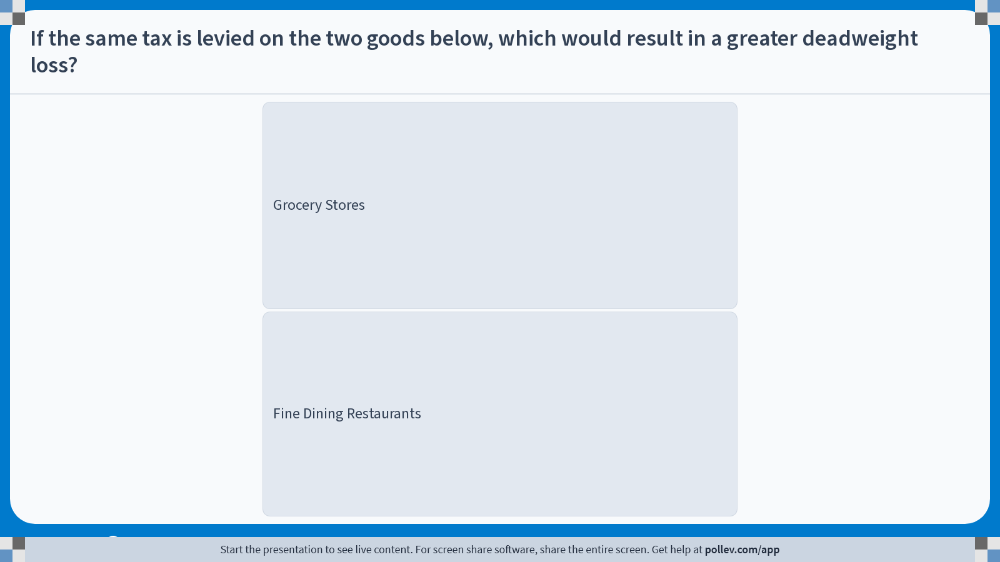 If the same tax is levied on the two goods below, which would result in a greater deadweight
loss?
Grocery Stores
Fine Dining Restaurants
Start the presentation to see live content. For screen share software, share the entire screen. Get help at pollev.com/app